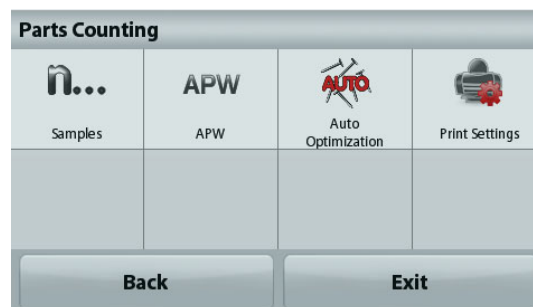 Parts Counting
n...
APW
AUTO
Samples
APW
Auto
Optimization
Print Settings
Back
Exit